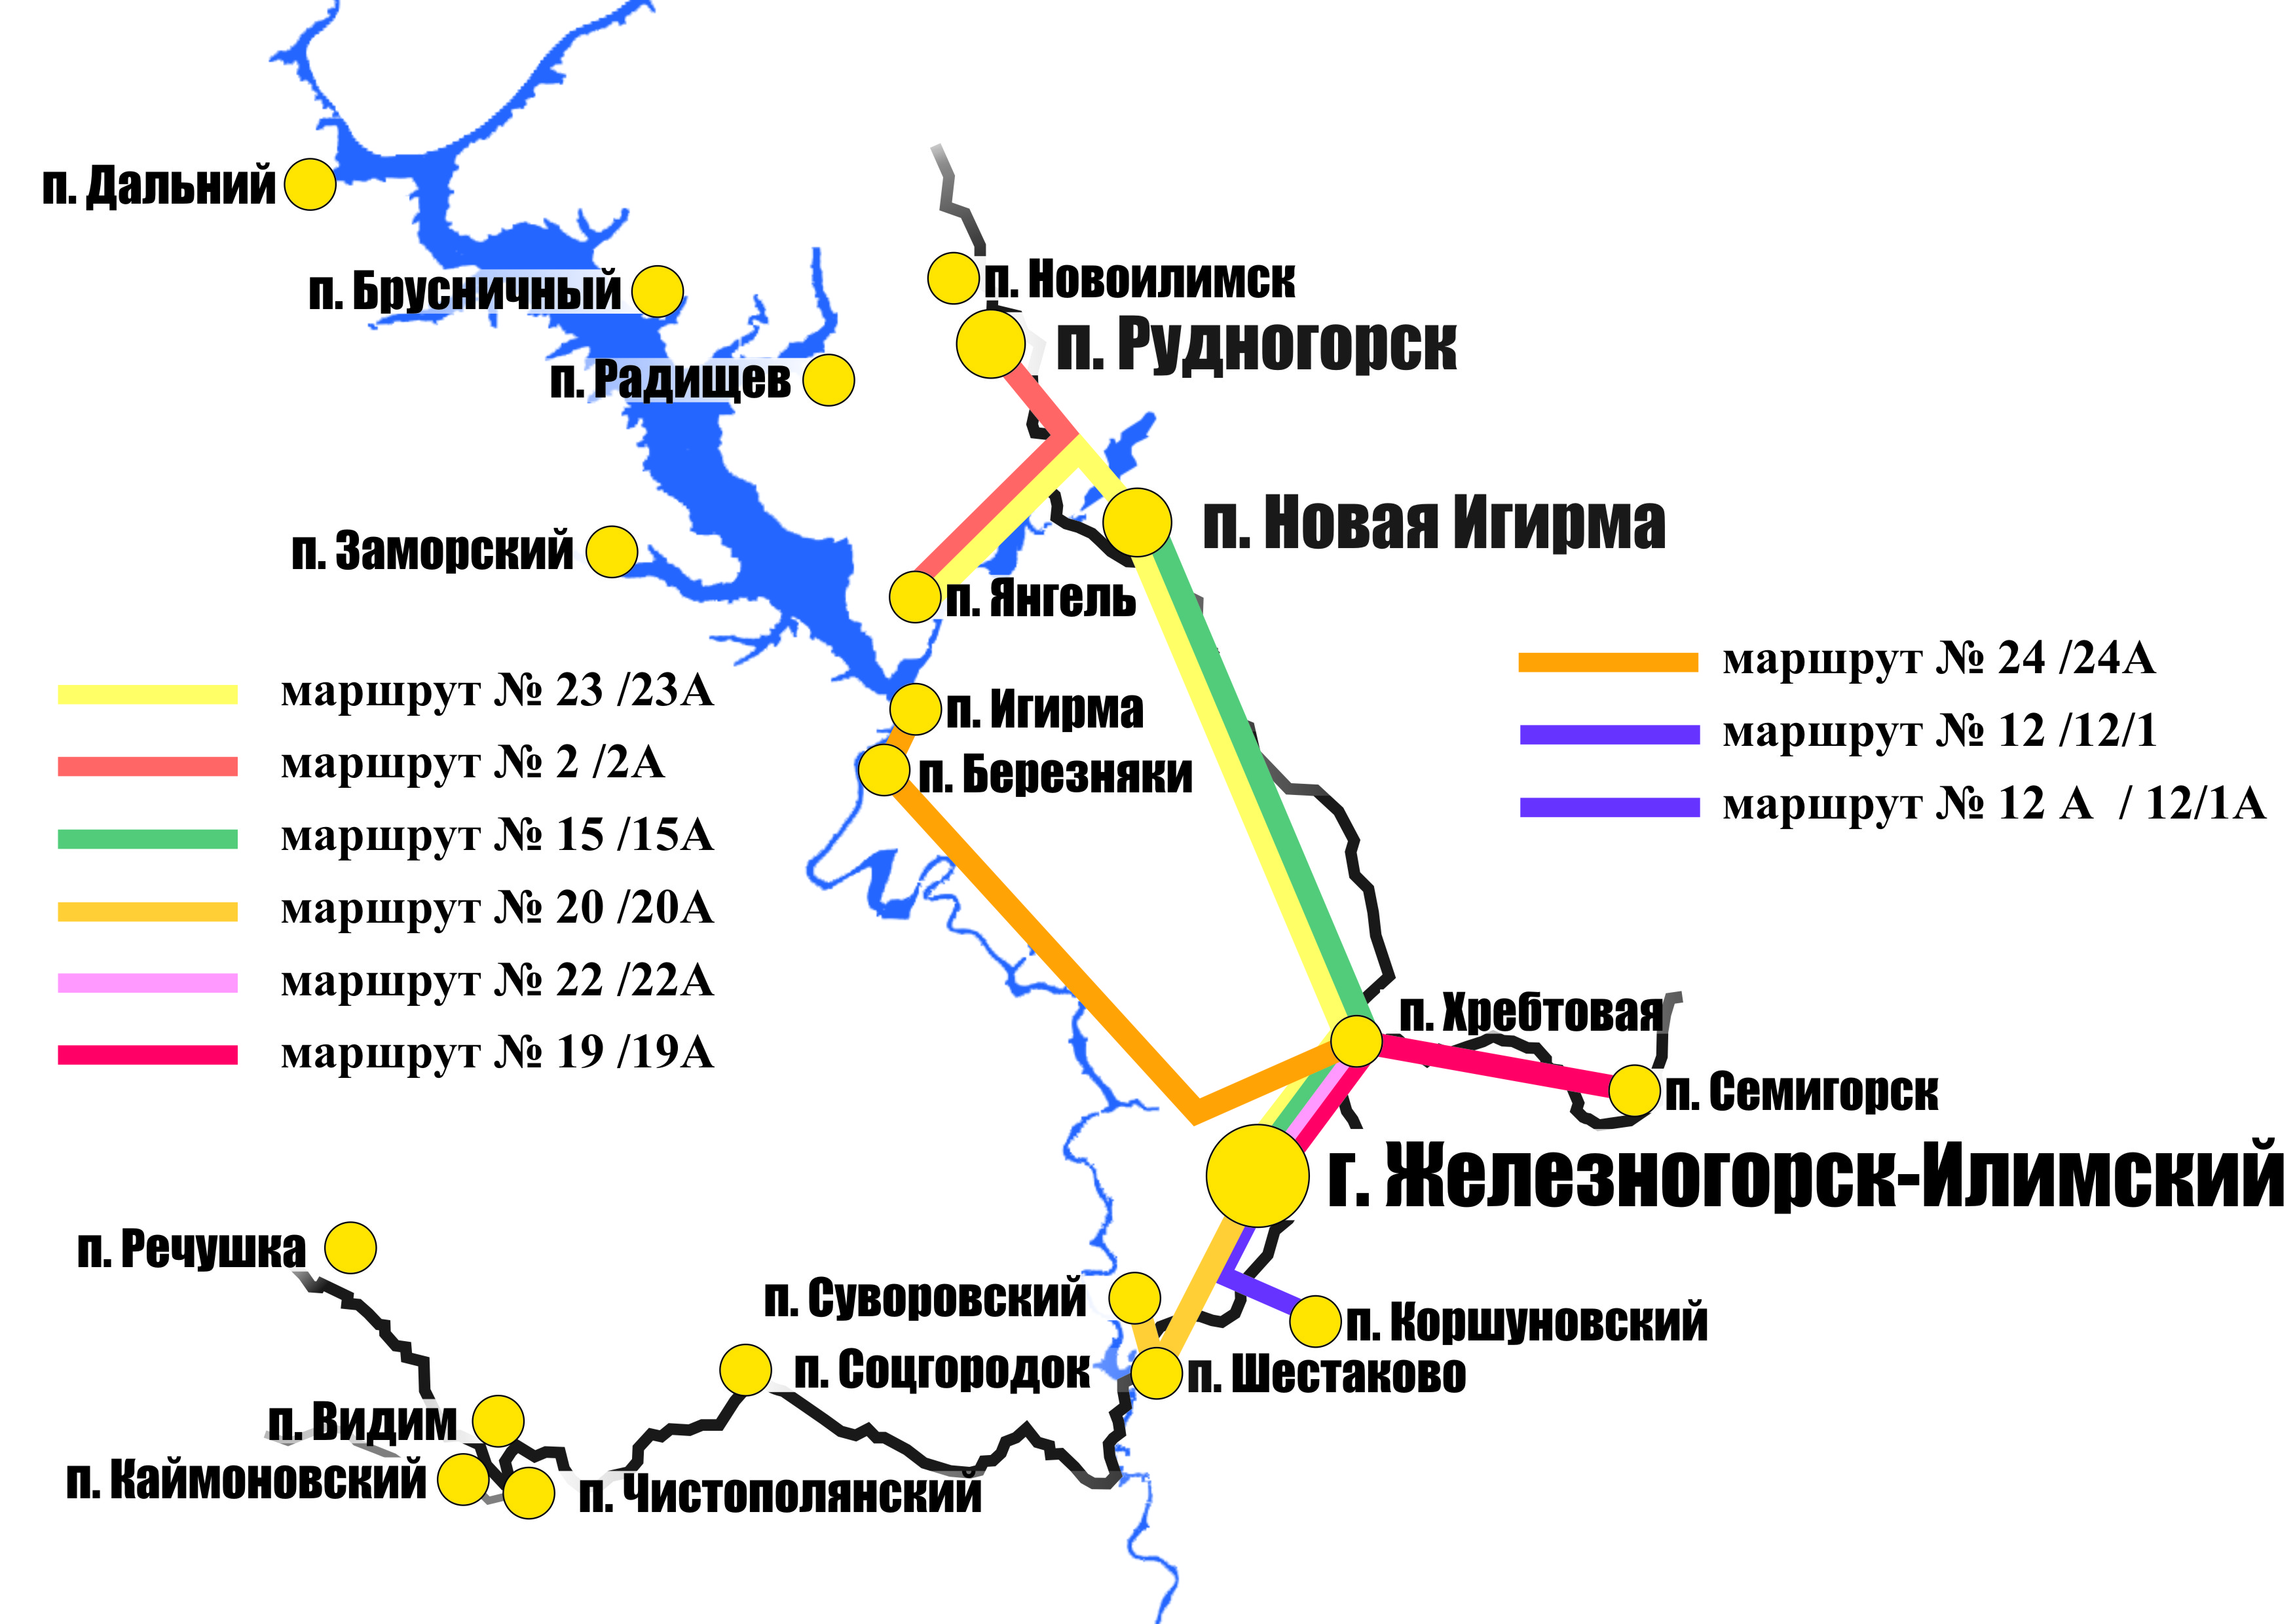 п. Дальний
п. Новоилимск
п. Брусничный
п. Рудногорск
п. Радищев
п. Новая Игирма
п. Заморский
п. Янгель
п. Игирма
п. Березняки
маршрут № 23 /23А
маршрут № 2 /2А
маршрут № 15 /15А
маршрут № 20 /20А
маршрут № 22 /22А
маршрут № 19 /19А
маршрут № 24 /24А
маршрут № 12 /12/1
маршрут № 12 А / 12/1А
п. Хребтовая
п. Семигорск
г. Железногорск-Илимский
п. Речушка
п. Суворовский
п. Коршуновский
п. Соцгородок
п. Шестаково
п. Видим
п. Каймоновский
п. Чистополянский